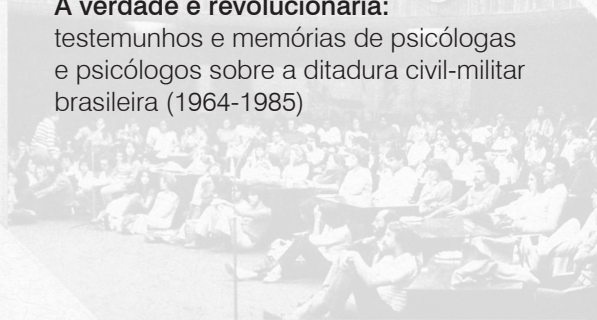 A verdade é revolucionária:
testemunhos e memórias de psicólogas
e psicólogos sobre a ditadura civil-militar
brasileira (1964-1985)